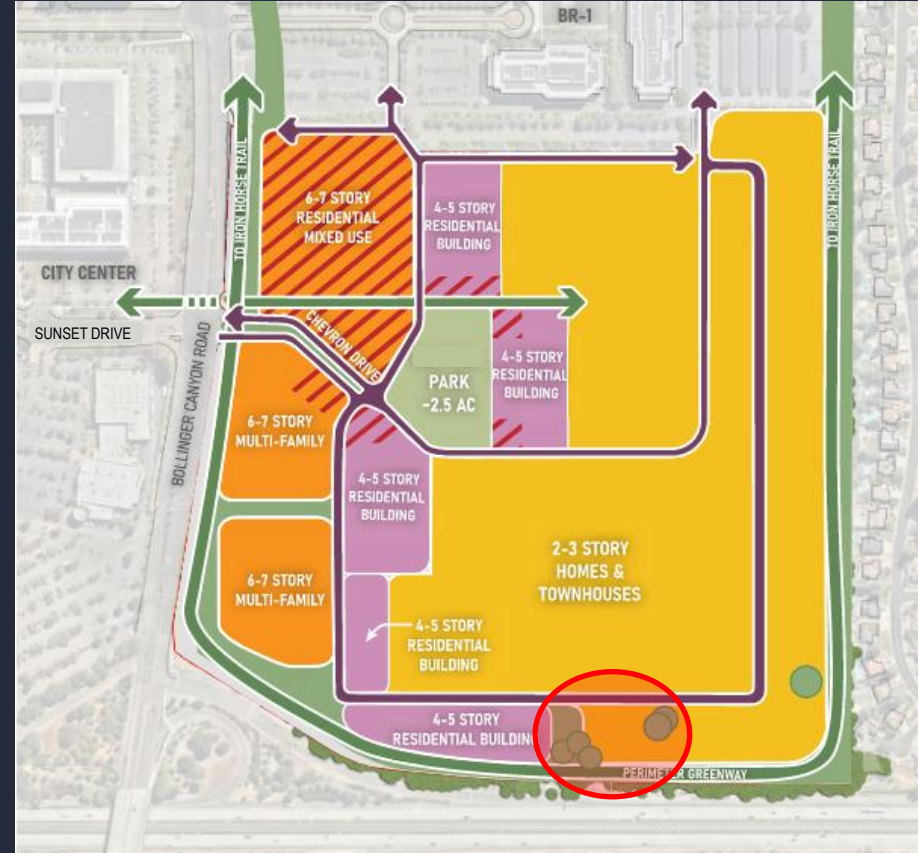 BR-1
TO IRON HORSE TRAIL
TO IRON HORSE TRAIL
6-7 STORY
RESIDENTIAL
MIXED USE
4-5 STORY
RESIDENTIAL
BUILDING
CITY CENTER
SUNSET DRIVE
CHEVRON DRIVE
BOLLINGER CANYON ROAD
PARK
~2.5 AC
4-5 STORY
RESIDENTIAL
BUILDING
6-7 STORY
MULTI-FAMILY
4-5 STORY
RESIDENTIAL
BUILDING
2-3 STORY
HOMES &
TOWNHOUSES
6-7 STORY
MULTI-FAMILY
4-5 STORY
RESIDENTIAL
BUILDING
4-5 STORY
RESIDENTIAL BUILDING
PERIMETER GREENWAY